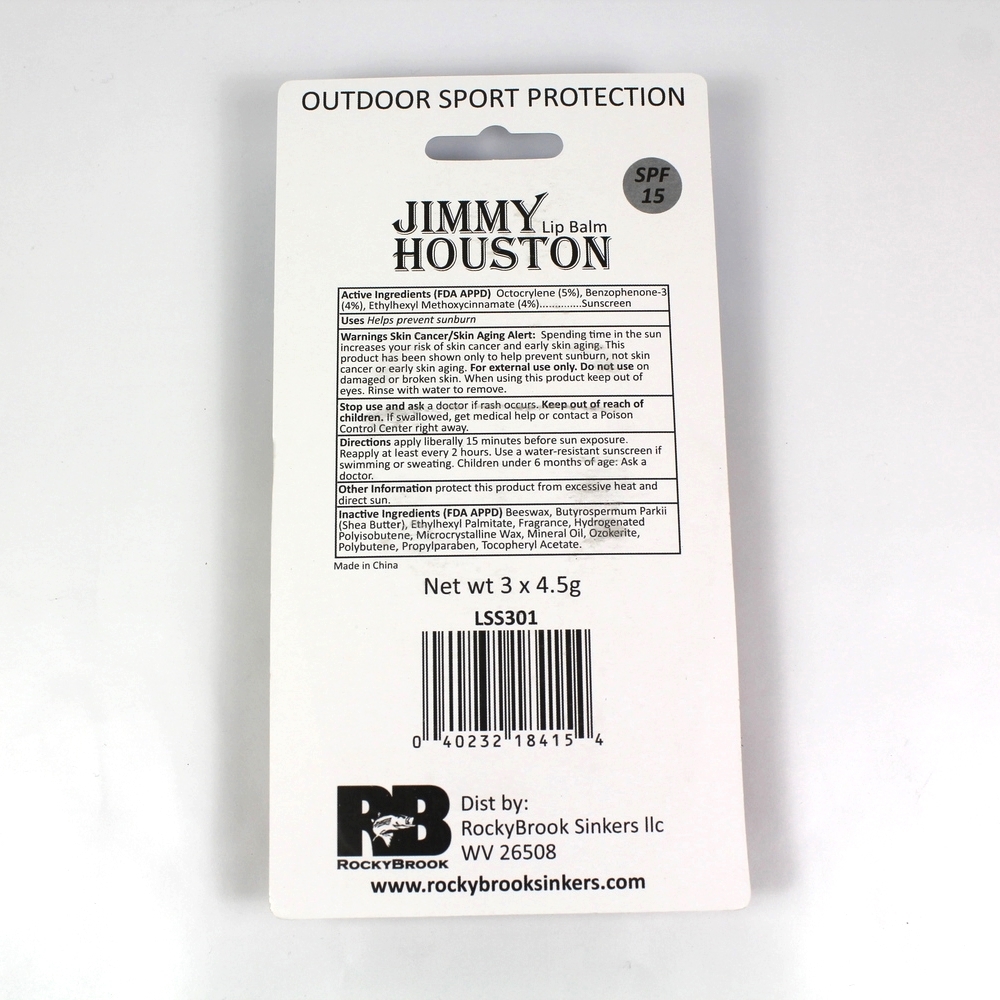 OUTDOOR SPORT PROTECTION
SPF
15
JIMMY Lip Balm
HOUSTON
Active Ingredients (FDA APPD) Octocrylene (5%), Benzophenone-3
(4%), Ethylhexyl Methoxycinnamate (4%).............Sunscreen
Uses Helps prevent sunburn
Warnings Skin Cancer/Skin Aging Alert: Spending time in the sun
increases your risk of skin cancer and early skin aging. This
product has been shown only to help prevent sunburn, not skin
cancer or early skin aging. For external use only. Do not use on
damaged or broken skin. When using this product keep out of
eyes. Rinse with water to remove.
Stop use and ask a doctor if rash occurs. Keep out of reach of
children. If swallowed, get medical help or contact a Poison
Control Center right away.
Directions apply liberally 15 minutes before sun exposure.
Reapply at least every 2 hours. Use a water-resistant sunscreen if
swimming or sweating. Children under 6 months of age: Ask a
doctor.
Other Information protect this product from excessive heat and
direct sun.
Inactive Ingredients (FDA APPD) Beeswax, Butyrospermum Parkii
(Shea Butter), Ethylhexyl Palmitate, Fragrance, Hydrogenated
Polyisobutene, Microcrystalline Wax, Mineral Oil, Ozokerite,
Polybutene, Propylparaben, Tocopheryl Acetate.
Made in China
Net wt 3 x 4.5g
LSS301
0 40232 18415 4
RB
ROCKYBROOK
Dist by:
RockyBrook Sinkers llc
WV 26508
www.rockybrooksinkers.com